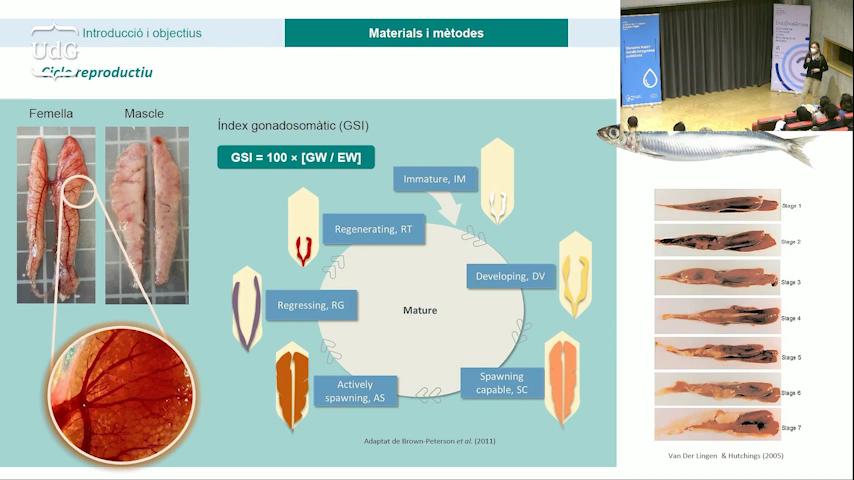 Introducció i objectius
Materials i mètodes
UdG
Cicle reproductiu
Femella
Mascle
Índex gonadosomàtic (GSI)
GSI = 100 × [GW / EW]
Immature, IM
Regenerating, RT
Developing, DV
Regressing, RG
Mature
Actively
spawning, AS
Spawning
capable, SC
Adaptat de Brown-Peterson et al. (2011)
Stage 1
Stage 2
Stage 3
Stage 4
Stage 5
Stage 6
Stage 7
Van Der Lingen & Hutchings (2005)